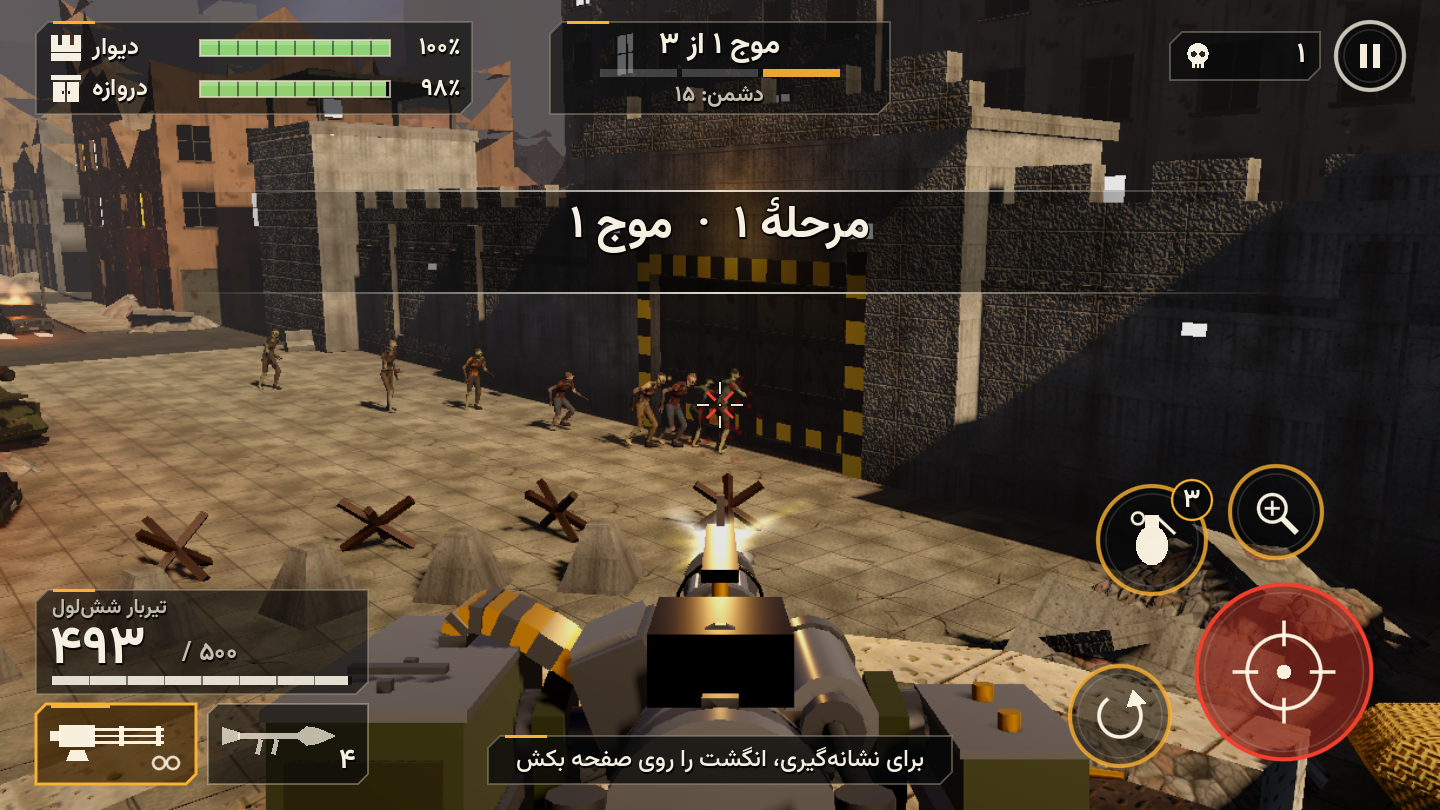 دیوار ۱۰۰٪
دروازه ۹۸٪
موج ۱ از ۳
دشمن: ۱۵
۱
مرحلهٔ ۱ · موج ۱
۳
تیربار شش‌لول
۴۹۳ / ۵۰۰
∞
۴
برای نشانه‌گیری، انگشت را روی صفحه بکش